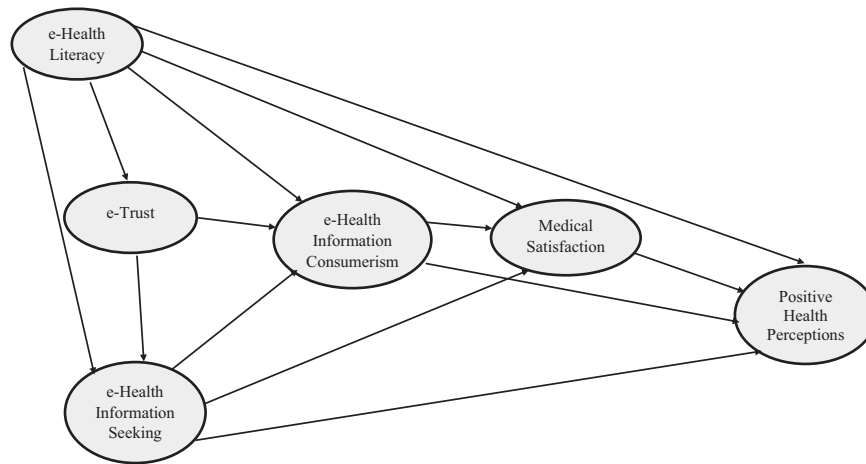 e-Health
Literacy
e-Trust
e-Health
Information
Consumerism
Medical
Satisfaction
Positive
Health
Perceptions
e-Health
Information
Seeking